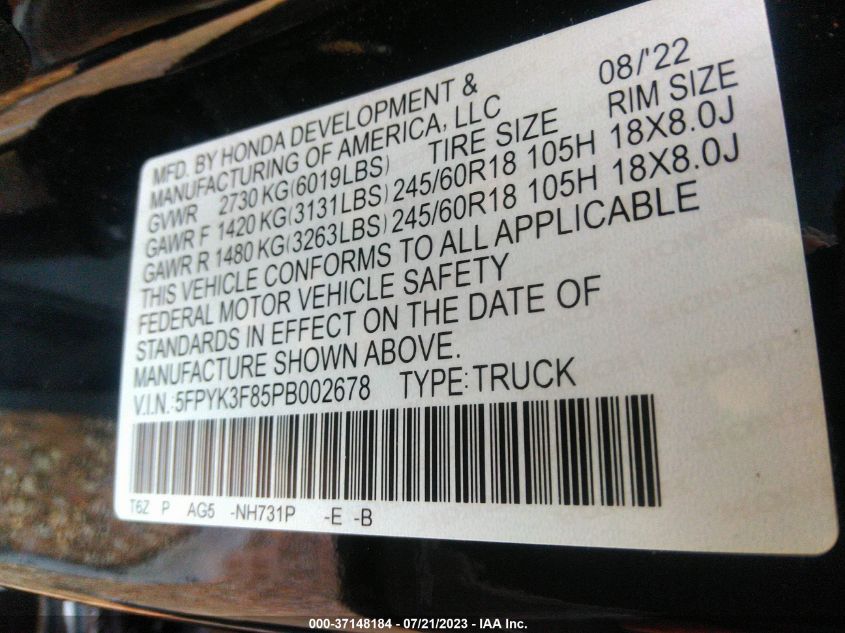 MFD. BY HONDA DEVELOPMENT & 08/'22
MANUFACTURING OF AMERICA, LLC
GVWR 2730 KG(6019LBS) TIRE SIZE RIM SIZE
GAWR F 1420 KG(3131LBS) 245/60R18 105H 18X8.0J
GAWR R 1480 KG(3263LBS) 245/60R18 105H 18X8.0J
THIS VEHICLE CONFORMS TO ALL APPLICABLE
FEDERAL MOTOR VEHICLE SAFETY
STANDARDS IN EFFECT ON THE DATE OF
MANUFACTURE SHOWN ABOVE.
V.I.N.:5FPYK3F85PB002678 TYPE:TRUCK
T6Z P AG5 -NH731P -E -B
000-37148184 - 07/21/2023 - IAA Inc.